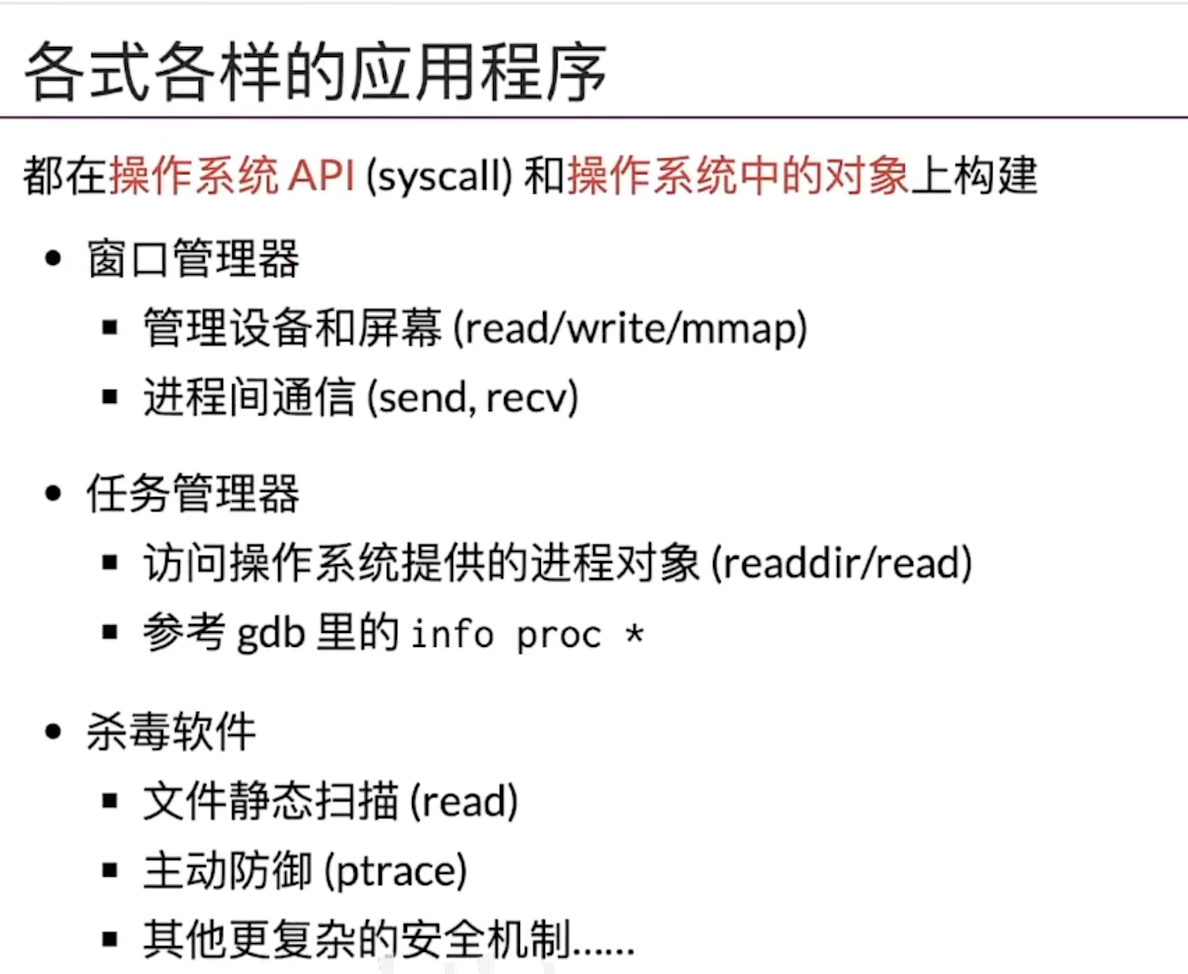 各式各样的应用程序
都在操作系统 API (syscall) 和操作系统中的对象上构建
• 窗口管理器
▪ 管理设备和屏幕 (read/write/mmap)
▪ 进程间通信 (send, recv)
• 任务管理器
▪ 访问操作系统提供的进程对象 (readdir/read)
▪ 参考 gdb 里的 info proc *
• 杀毒软件
▪ 文件静态扫描 (read)
▪ 主动防御 (ptrace)
▪ 其他更复杂的安全机制......